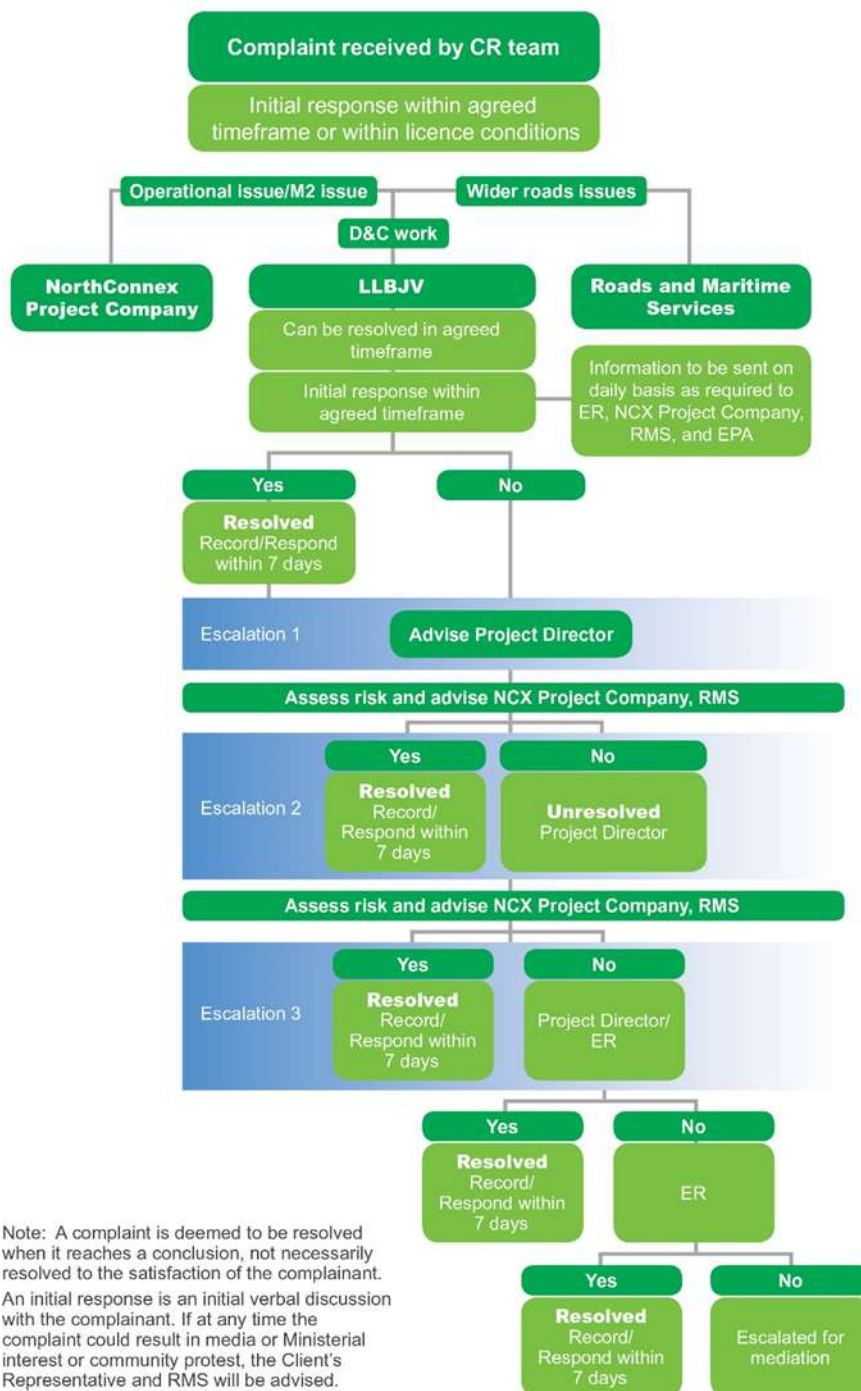 Complaint received by CR team
Initial response within agreed
timeframe or within licence conditions
Operational issue/M2 issue
Wider roads issues
D&C work
NorthConnex
Project Company
LLBJV
Roads and Maritime
Services
Can be resolved in agreed
timeframe
Initial response within
agreed timeframe
Information to be sent on
daily basis as required to
ER, NCX Project Company,
RMS, and EPA
Yes
No
Resolved
Record/Respond
within 7 days
Escalation 1
Advise Project Director
Assess risk and advise NCX Project Company, RMS
Yes
No
Escalation 2
Resolved
Record/
Respond within
7 days
Unresolved
Project Director
Assess risk and advise NCX Project Company, RMS
Yes
No
Escalation 3
Resolved
Record/
Respond within
7 days
Project Director/
ER
Yes
No
Resolved
Record/
Respond within
7 days
ER
Yes
No
Resolved
Record/
Respond within
7 days
Escalated for
mediation
Note: A complaint is deemed to be resolved
when it reaches a conclusion, not necessarily
resolved to the satisfaction of the complainant.
An initial response is an initial verbal discussion
with the complainant. If at any time the
complaint could result in media or Ministerial
interest or community protest, the Client's
Representative and RMS will be advised.